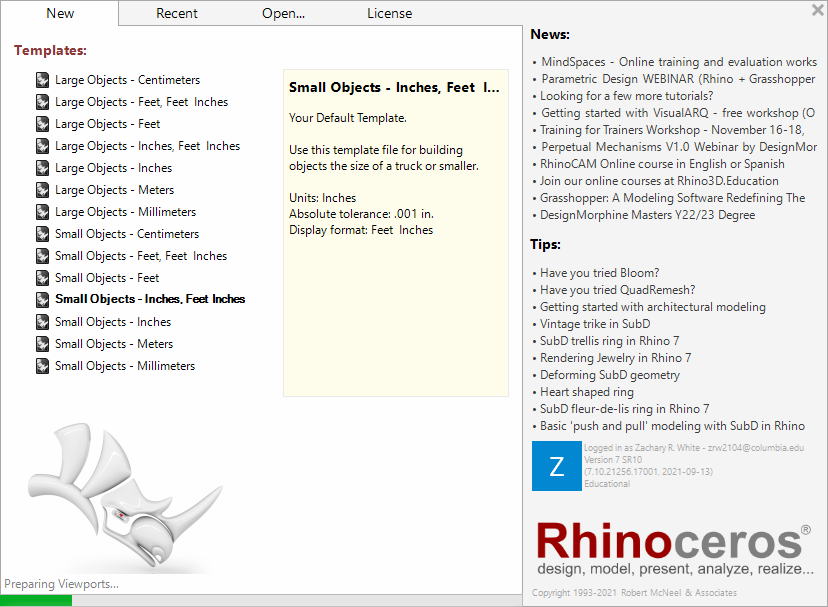 New
Recent
Open...
License
Templates:
Large Objects - Centimeters
Large Objects - Feet, Feet  Inches
Large Objects - Feet
Large Objects - Inches, Feet  Inches
Large Objects - Inches
Large Objects - Meters
Large Objects - Millimeters
Small Objects - Centimeters
Small Objects - Feet, Feet  Inches
Small Objects - Feet
Small Objects - Inches, Feet Inches
Small Objects - Inches
Small Objects - Meters
Small Objects - Millimeters
Small Objects - Inches, Feet  I...
Your Default Template.
Use this template file for building
objects the size of a truck or smaller.
Units: Inches
Absolute tolerance: .001 in.
Display format: Feet  Inches
Preparing Viewports...
News:
• MindSpaces - Online training and evaluation works
• Parametric Design WEBINAR (Rhino + Grasshopper
• Looking for a few more tutorials?
• Getting started with VisualARQ - free workshop (O
• Training for Trainers Workshop - November 16-18,
• Perpetual Mechanisms V1.0 Webinar by DesignMor
• RhinoCAM Online course in English or Spanish
• Join our online courses at Rhino3D.Education
• Grasshopper: A Modeling Software Redefining The
• DesignMorphine Masters Y22/23 Degree
Tips:
• Have you tried Bloom?
• Have you tried QuadRemesh?
• Getting started with architectural modeling
• Vintage trike in SubD
• SubD trellis ring in Rhino 7
• Rendering Jewelry in Rhino 7
• Deforming SubD geometry
• Heart shaped ring
• SubD fleur-de-lis ring in Rhino 7
• Basic 'push and pull' modeling with SubD in Rhino
Z
Logged in as Zachary R. White - zrw2104@columbia.edu
Version 7 SR10
(7.10.21256.17001, 2021-09-13)
Educational
Rhinoceros®
design, model, present, analyze, realize...
Copyright 1993-2021 Robert McNeel & Associates